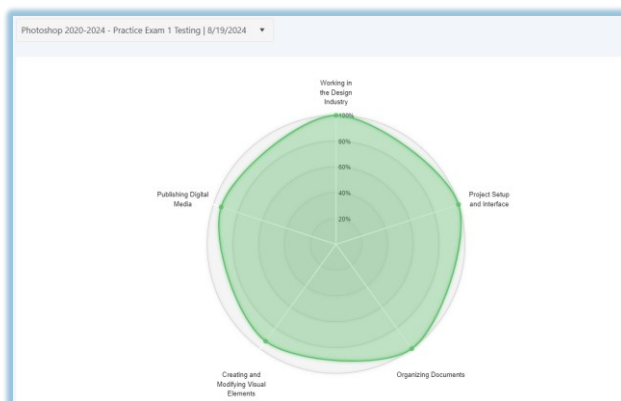 Photoshop 2020-2024 - Practice Exam 1 Testing | 8/19/2024
Working in
the Design
Industry
100%
80%
60%
40%
20%
Publishing Digital
Media
Project Setup
and Interface
Creating and
Modifying Visual
Elements
Organizing Documents